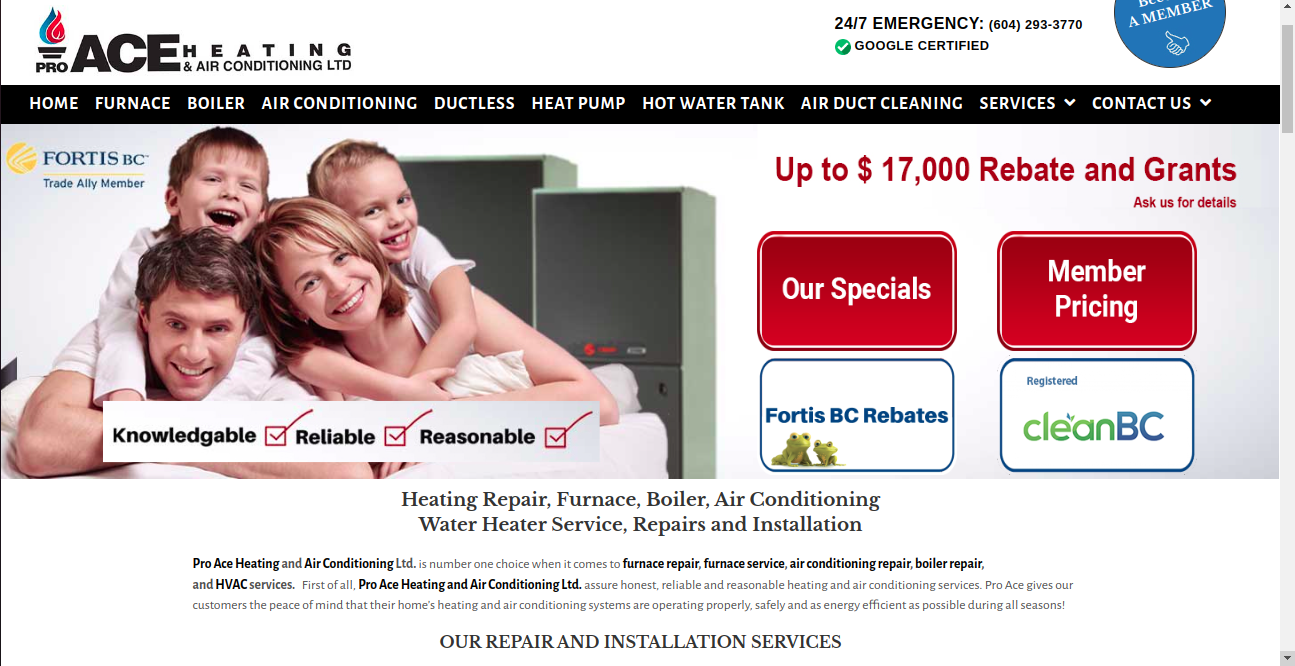 PRO ACE HEATING
& AIR CONDITIONING LTD
24/7 EMERGENCY: (604) 293-3770
GOOGLE CERTIFIED
A MEMBER
HOME FURNACE BOILER AIR CONDITIONING DUCTLESS HEAT PUMP HOT WATER TANK AIR DUCT CLEANING SERVICES CONTACT US
FORTIS BC
Trade Ally Member
Up to $ 17,000 Rebate and Grants
Ask us for details
Our Specials
Member
Pricing
Fortis BC Rebates
Registered
cleanBC
Knowledgable Reliable Reasonable
Heating Repair, Furnace, Boiler, Air Conditioning
Water Heater Service, Repairs and Installation
Pro Ace Heating and Air Conditioning Ltd. is number one choice when it comes to furnace repair, furnace service, air conditioning repair, boiler repair,
and HVAC services. First of all, Pro Ace Heating and Air Conditioning Ltd. assure honest, reliable and reasonable heating and air conditioning services. Pro Ace gives our
customers the peace of mind that their home's heating and air conditioning systems are operating properly, safely and as energy efficient as possible during all seasons!
OUR REPAIR AND INSTALLATION SERVICES